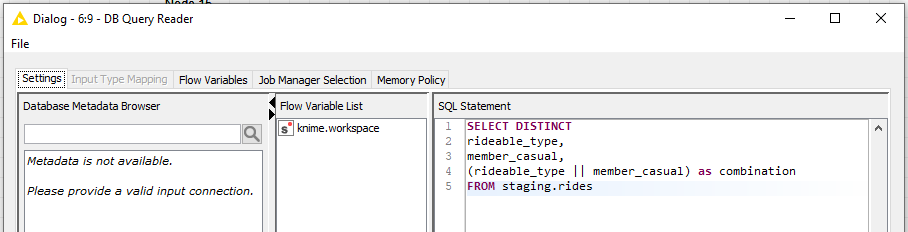 Node 15
Dialog - 6:9 - DB Query Reader
File
Settings Input Type Mapping Flow Variables Job Manager Selection Memory Policy
Database Metadata Browser
Metadata is not available.
Please provide a valid input connection.
Flow Variable List
s knime.workspace
SQL Statement
1 SELECT DISTINCT
2 rideable_type,
3 member_casual,
4 (rideable_type || member_casual) as combination
5 FROM staging.rides